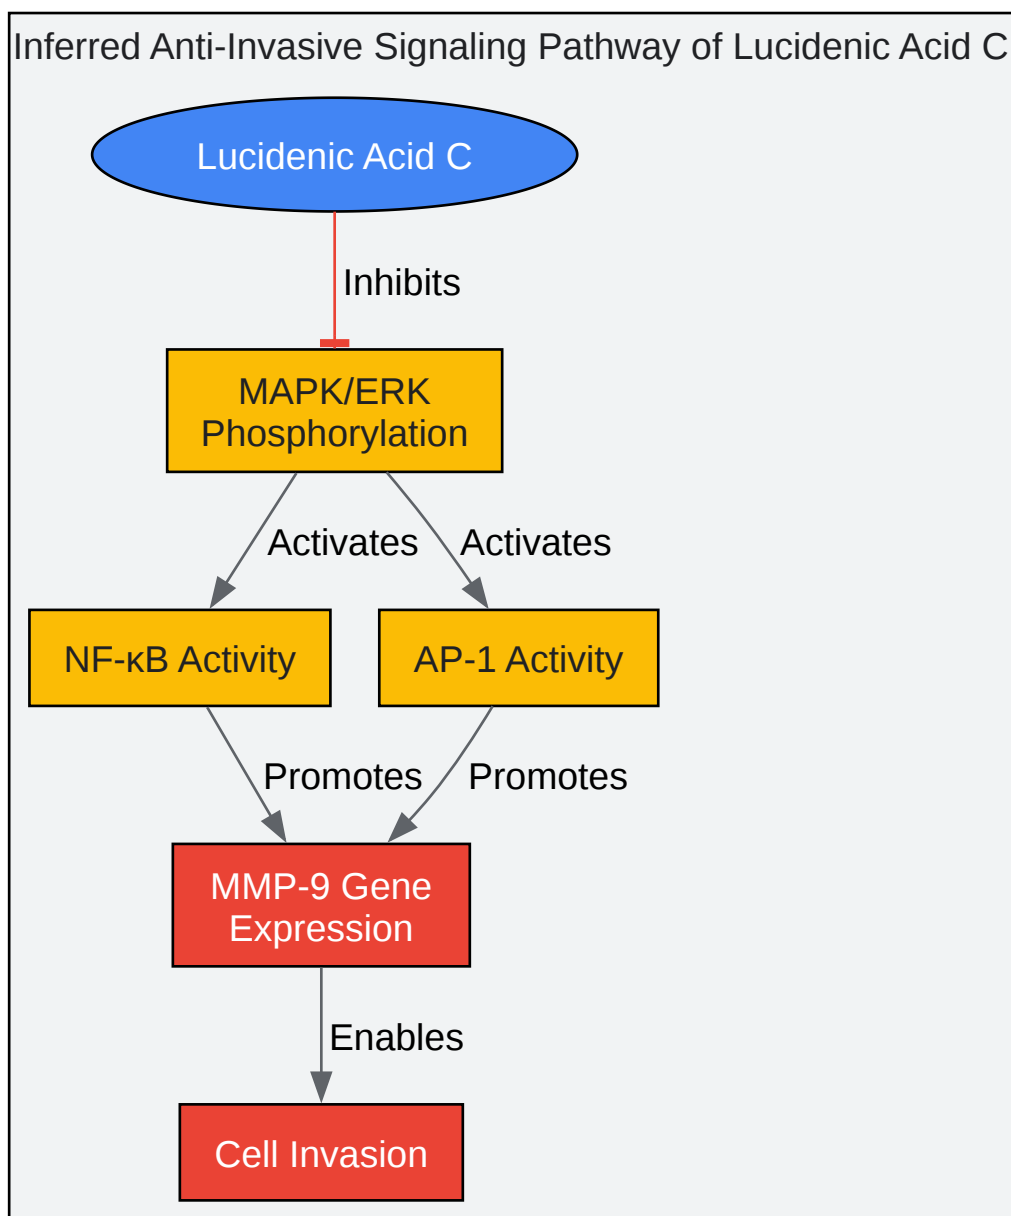 Inferred Anti-Invasive Signaling Pathway of Lucidenic Acid C
Lucidenic Acid C
Inhibits
MAPK/ERK
Phosphorylation
Activates
Activates
NF-κB Activity
AP-1 Activity
Promotes
Promotes
MMP-9 Gene
Expression
Enables
Cell Invasion